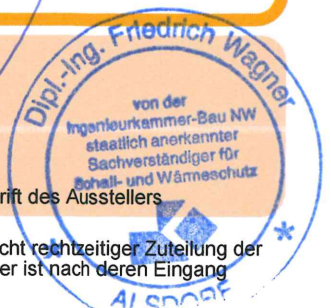 Dipl.-Ing. Friedrich Wagner
von der
Ingenieurkammer-Bau NW
staatlich anerkannter
Sachverständiger für
Schall- und Wärmeschutz
rift des Ausstellers
cht rechtzeitiger Zuteilung der
er ist nach deren Eingang
ALSDORF